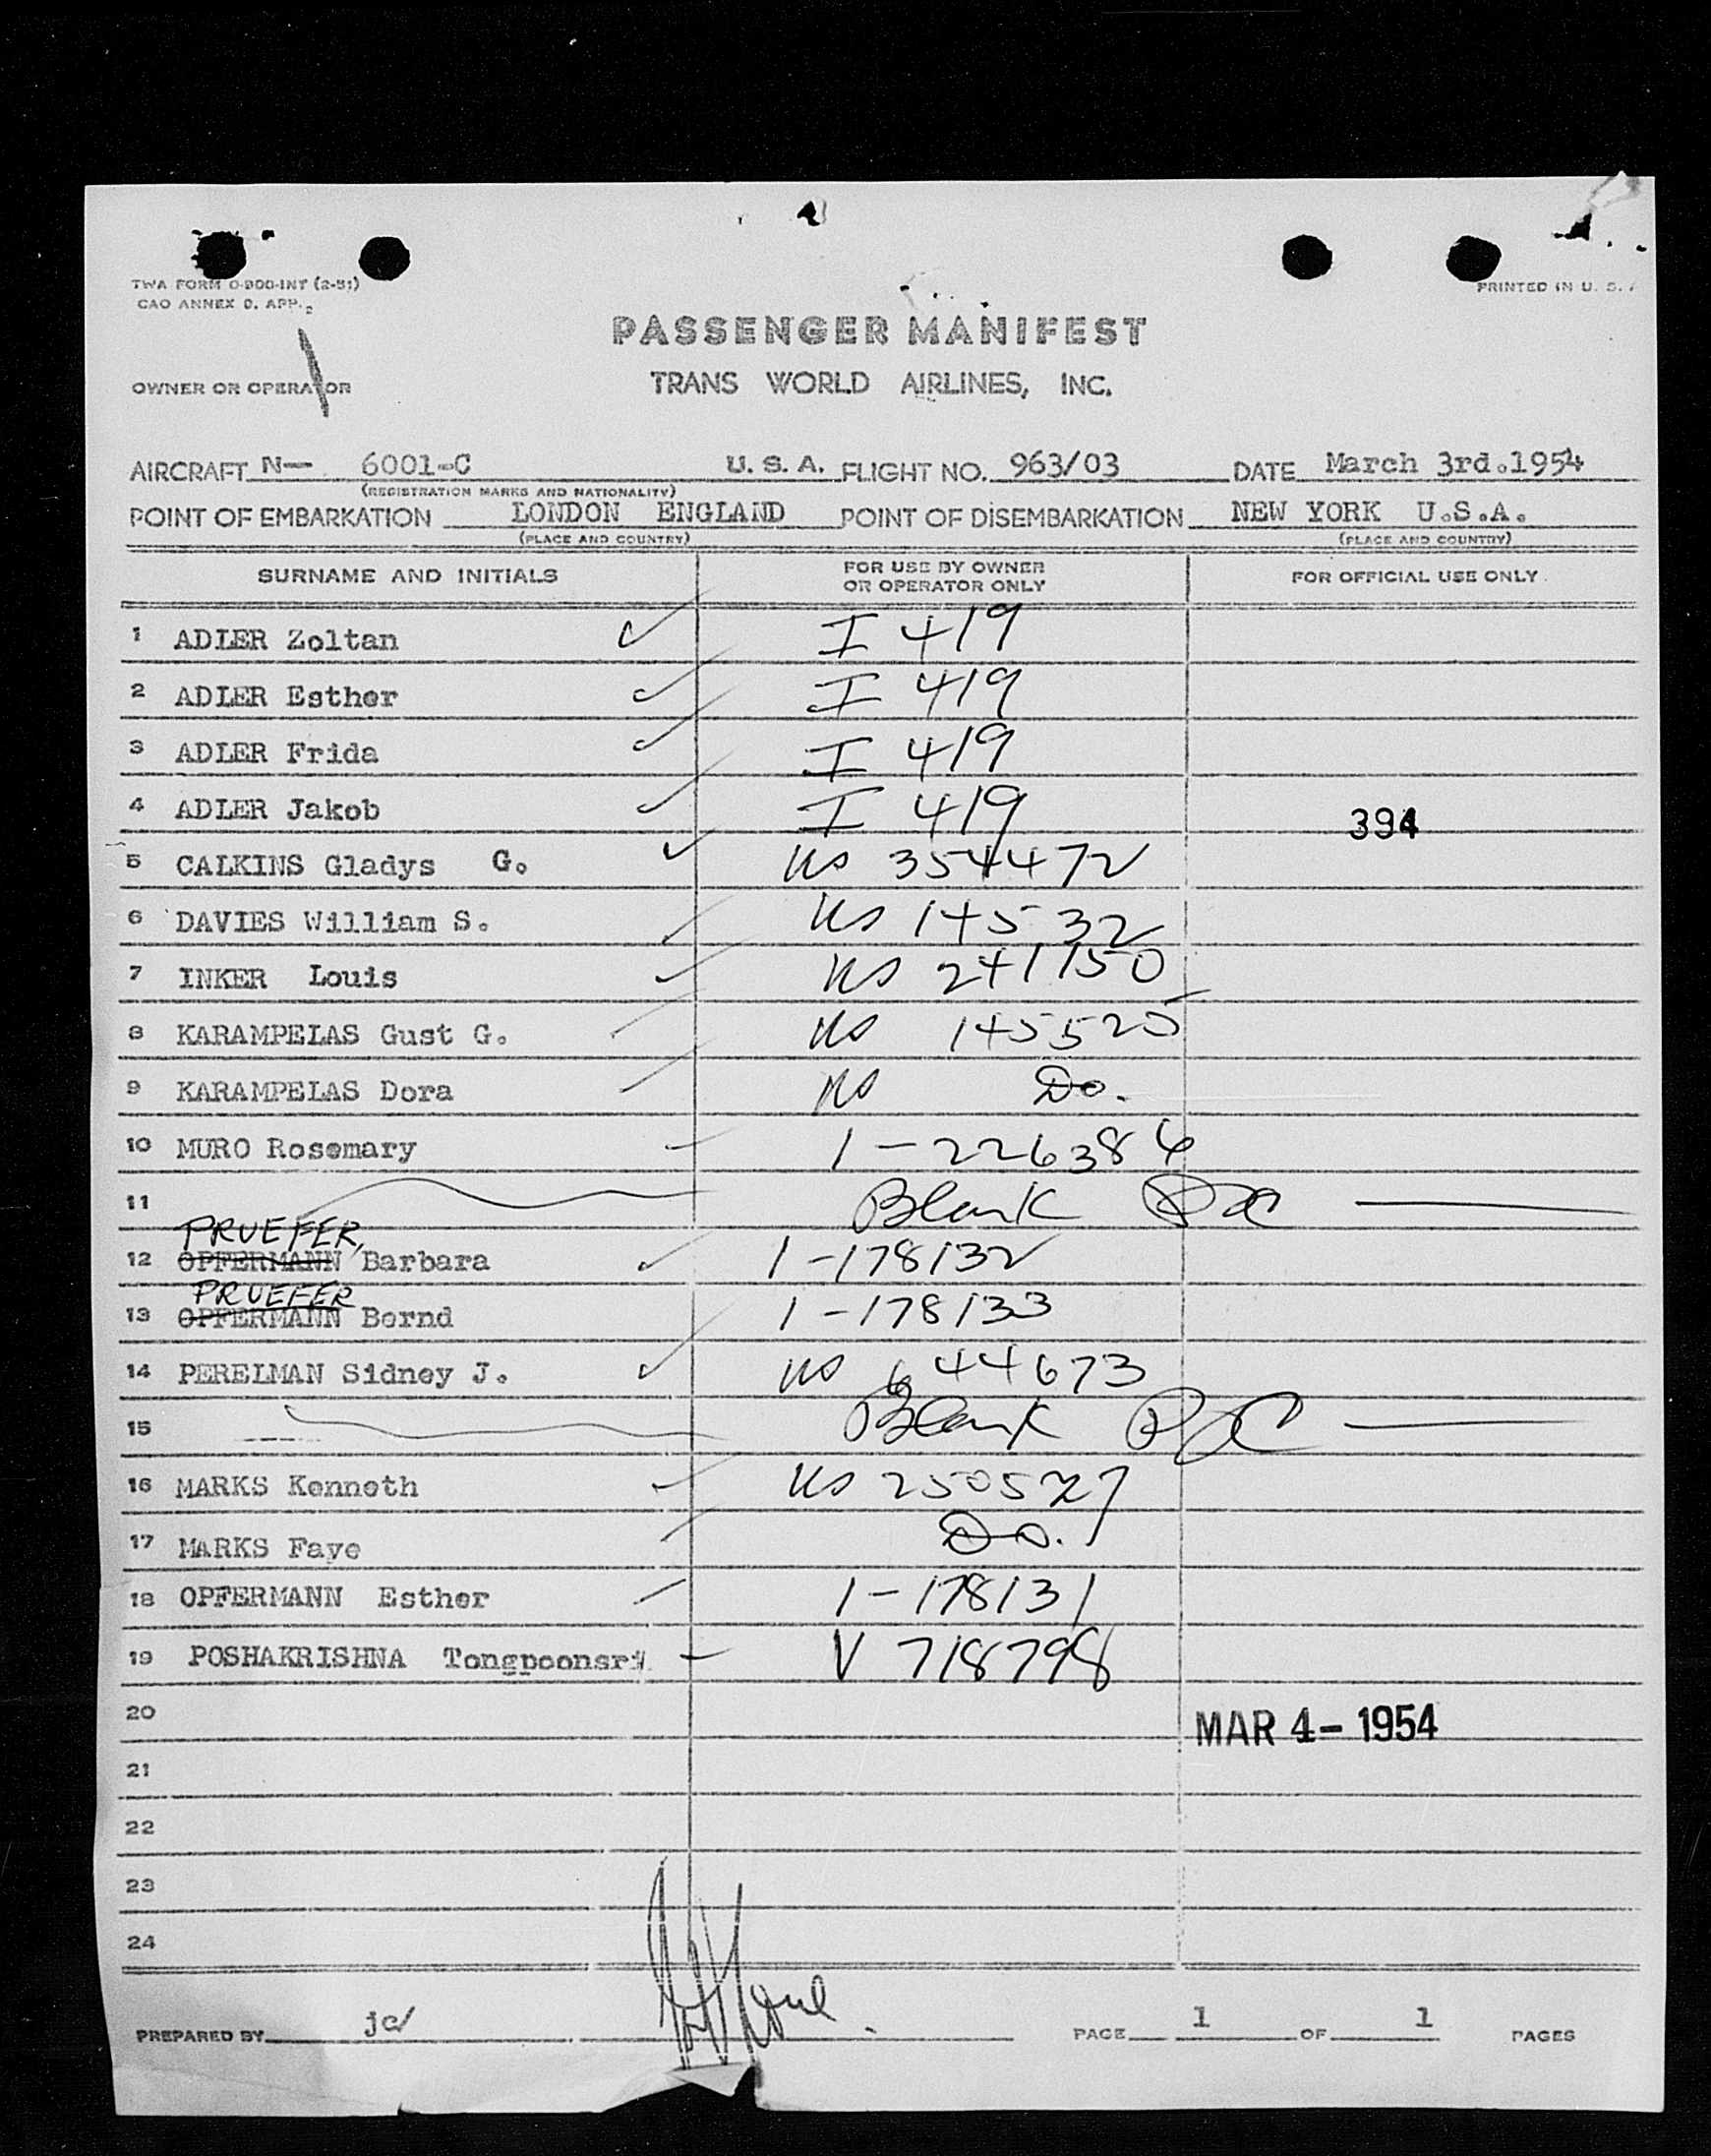 TWA FORM O-900-INT (2-51)
CAO ANNEX 9. APP.
PRINTED IN U. S.
PASSENGER MANIFEST
OWNER OR OPERATOR
TRANS WORLD AIRLINES, INC.
AIRCRAFT N— 6001-C U. S. A. FLIGHT NO. 963/03 DATE March 3rd.1954
(REGISTRATION MARKS AND NATIONALITY)
POINT OF EMBARKATION LONDON ENGLAND POINT OF DISEMBARKATION NEW YORK U.S.A.
(PLACE AND COUNTRY) (PLACE AND COUNTRY)
SURNAME AND INITIALS FOR USE BY OWNER OR OPERATOR ONLY FOR OFFICIAL USE ONLY
1 ADLER Zoltan I 419
2 ADLER Esther I 419
3 ADLER Frida I 419
4 ADLER Jakob I 419 394
5 CALKINS Gladys G. US 354472
6 DAVIES William S. US 14532
7 INKER Louis US 241150
8 KARAMPELAS Gust G. US 145525
9 KARAMPELAS Dora US Do.
10 MURO Rosemary 1-226386
11 Blank
PRUEFER,
12 OPFERMANN Barbara 1-178132
PRUEFER
13 OPFERMANN Bernd 1-178133
14 PERELMAN Sidney J. US 644673
15 Blank
16 MARKS Kenneth US 250527
17 MARKS Faye Do.
18 OPFERMANN Esther 1-178131
19 POSHAKRISHNA Tongpoonsri V 718798
20
MAR 4- 1954
21
22
23
24
PREPARED BY jc/ PAGE 1 OF 1 PAGES